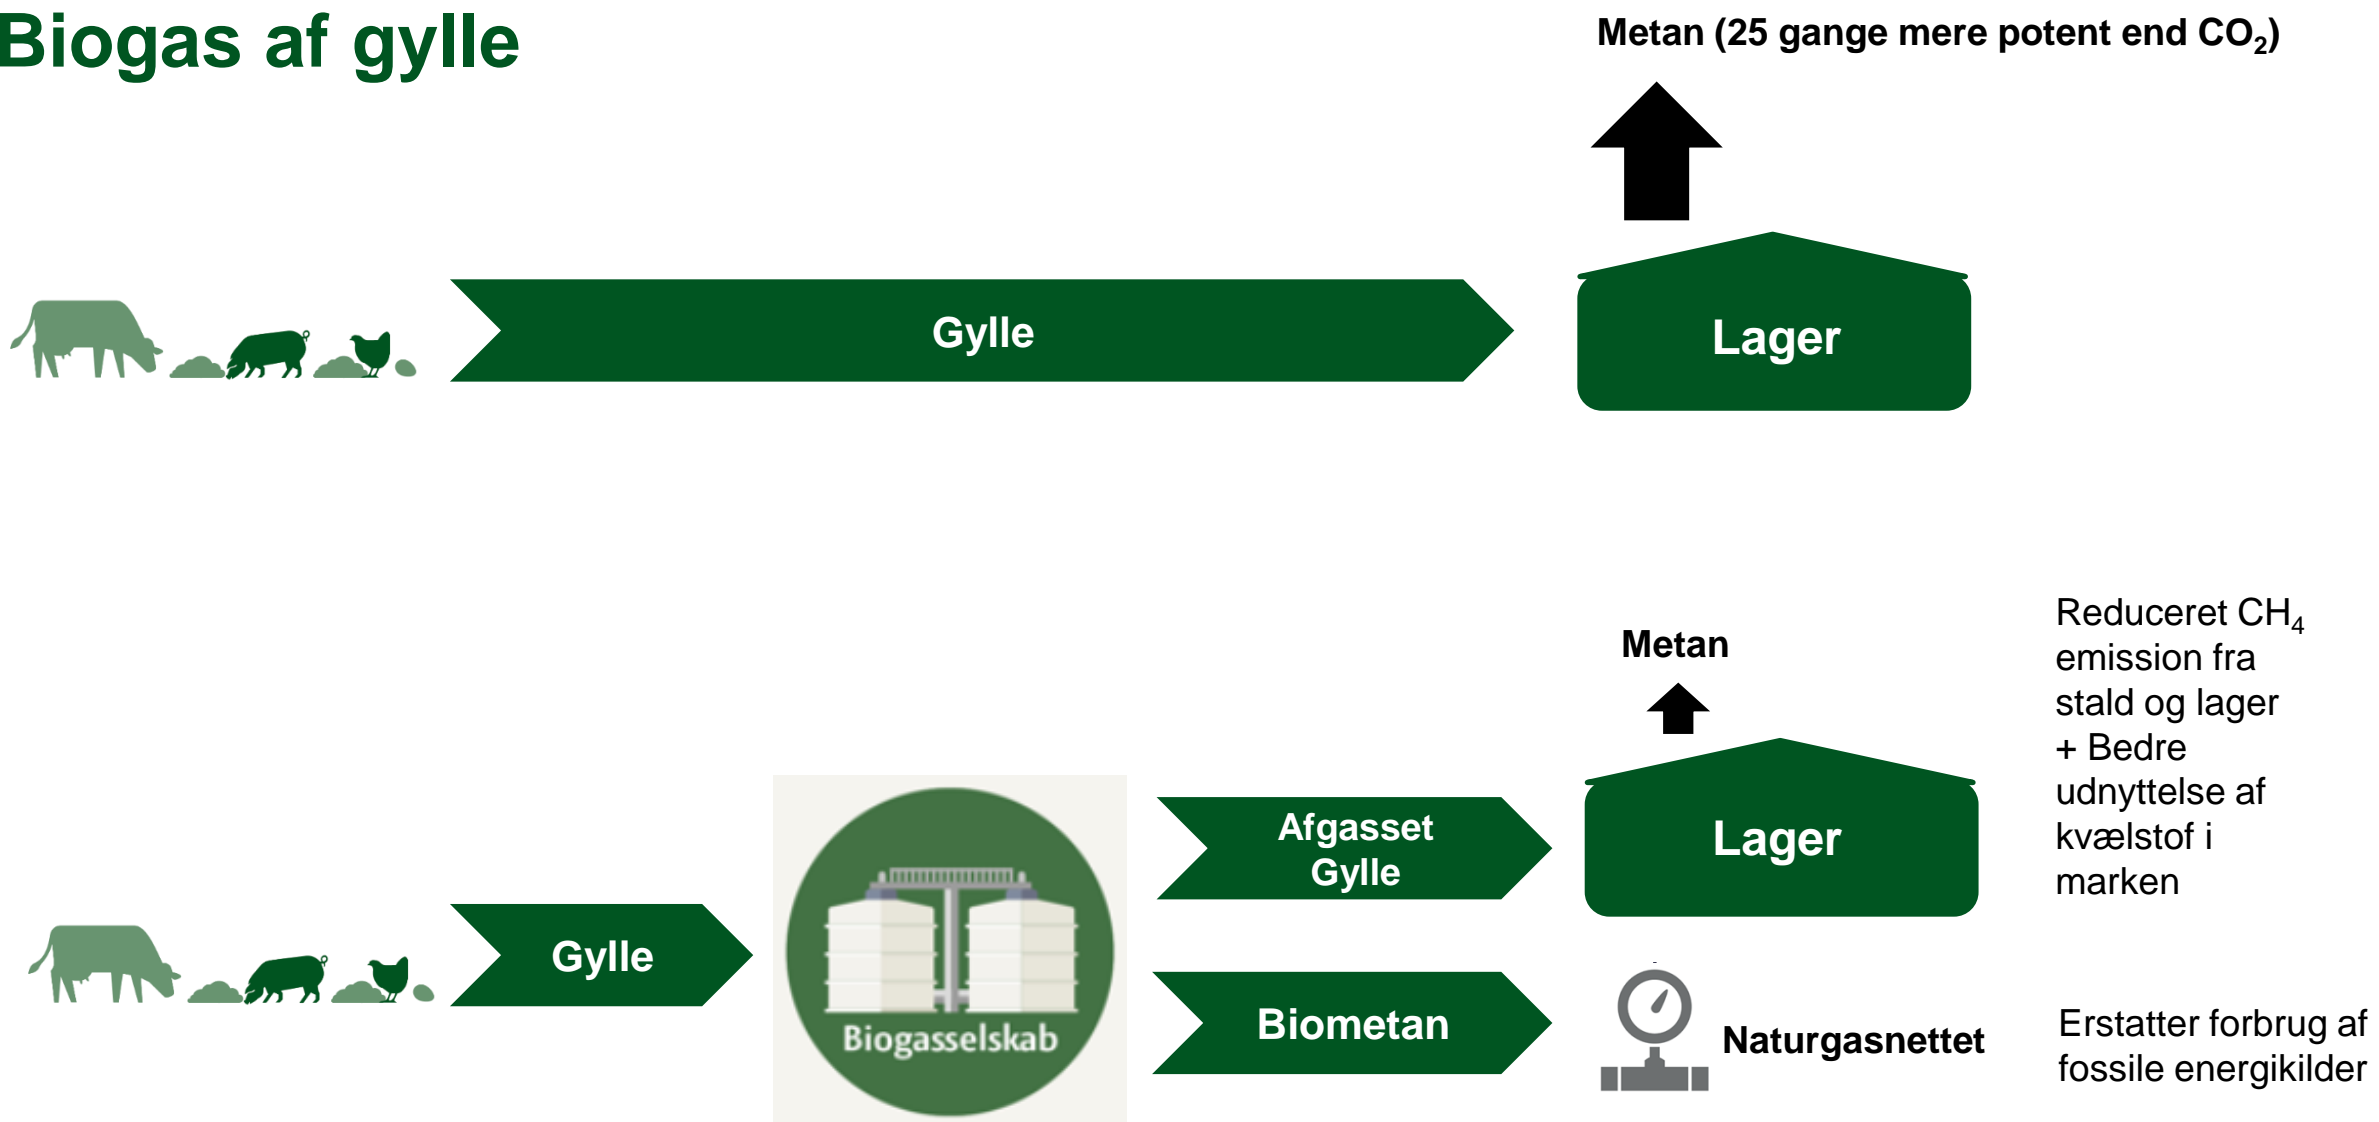 Biogas af gylle
Metan (25 gange mere potent end CO₂)
Gylle
Lager
Metan
Reduceret CH₄
emission fra
stald og lager
+ Bedre
udnyttelse af
kvælstof i
marken
Afgasset
Gylle
Lager
Gylle
Biogasselskab
Biometan
Naturgasnettet
Erstatter forbrug af
fossile energikilder